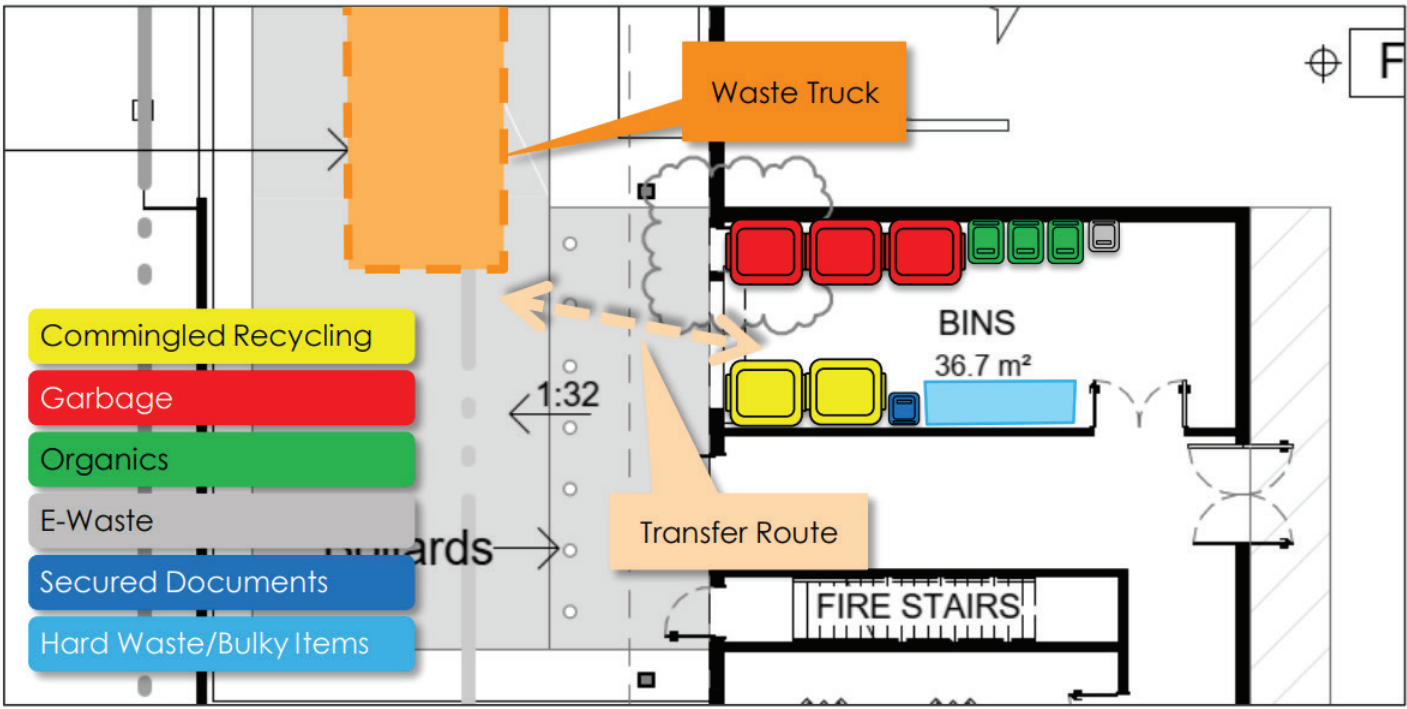 Waste Truck
F
BINS
36.7 m²
Commingled Recycling
Garbage
1:32
Organics
E-Waste
Transfer Route
Secured Documents
FIRE STAIRS
Hard Waste/Bulky Items